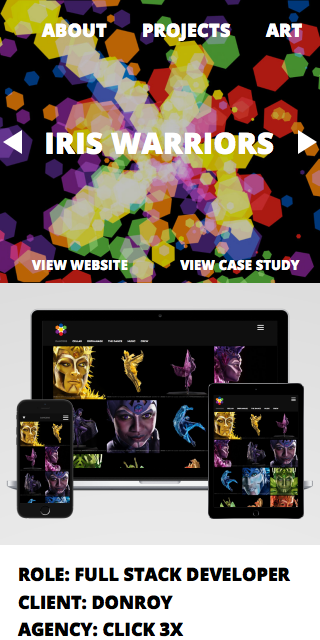 ABOUT PROJECTS ART
IRIS WARRIORS
VIEW WEBSITE VIEW CASE STUDY
ROLE: FULL STACK DEVELOPER
CLIENT: DONROY
AGENCY: CLICK 3X